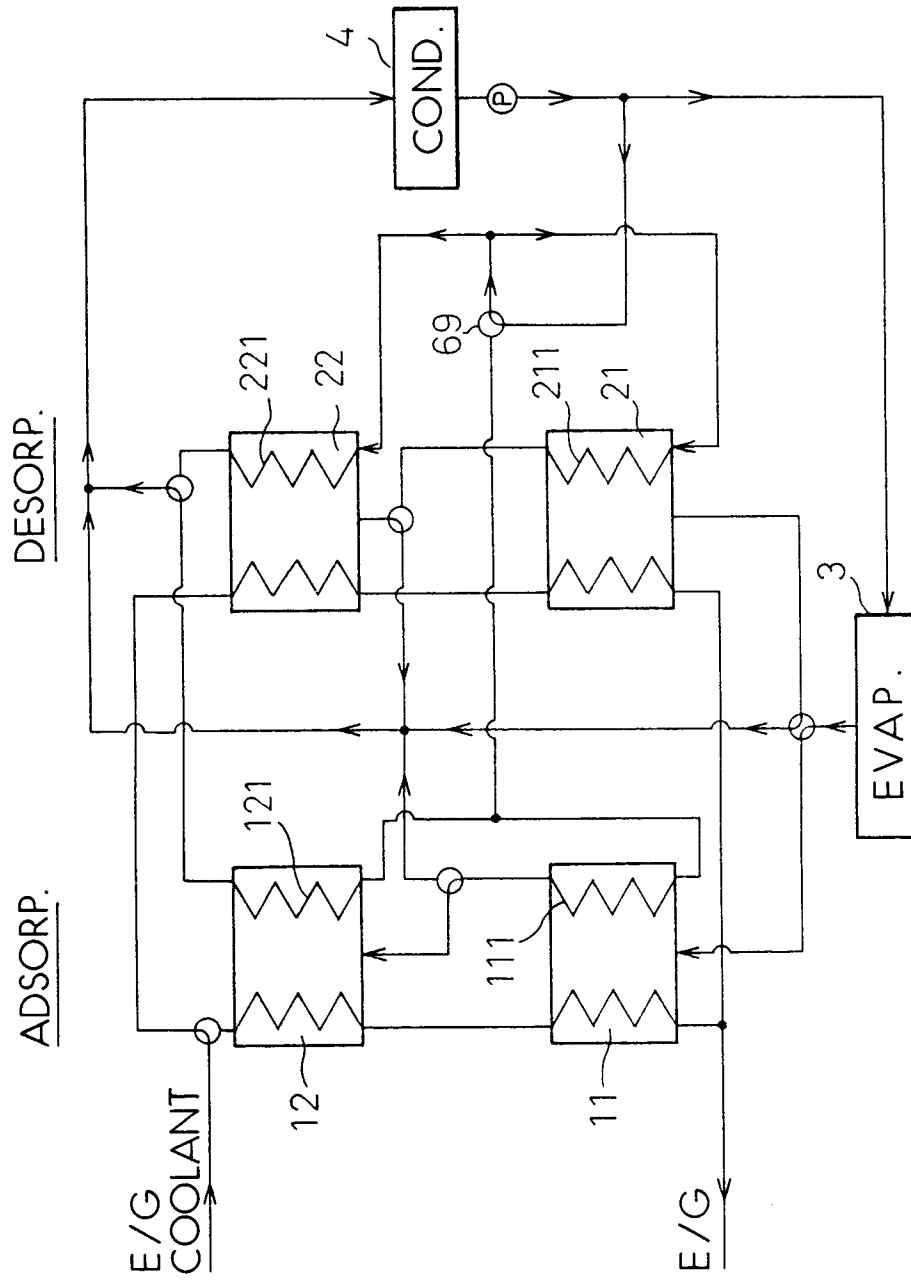 ADSORP.
DESORP.
E/G
COOLANT
221
121
22
12
4
COND.
69
P
111
211
11
21
E/G
3
EVAP.